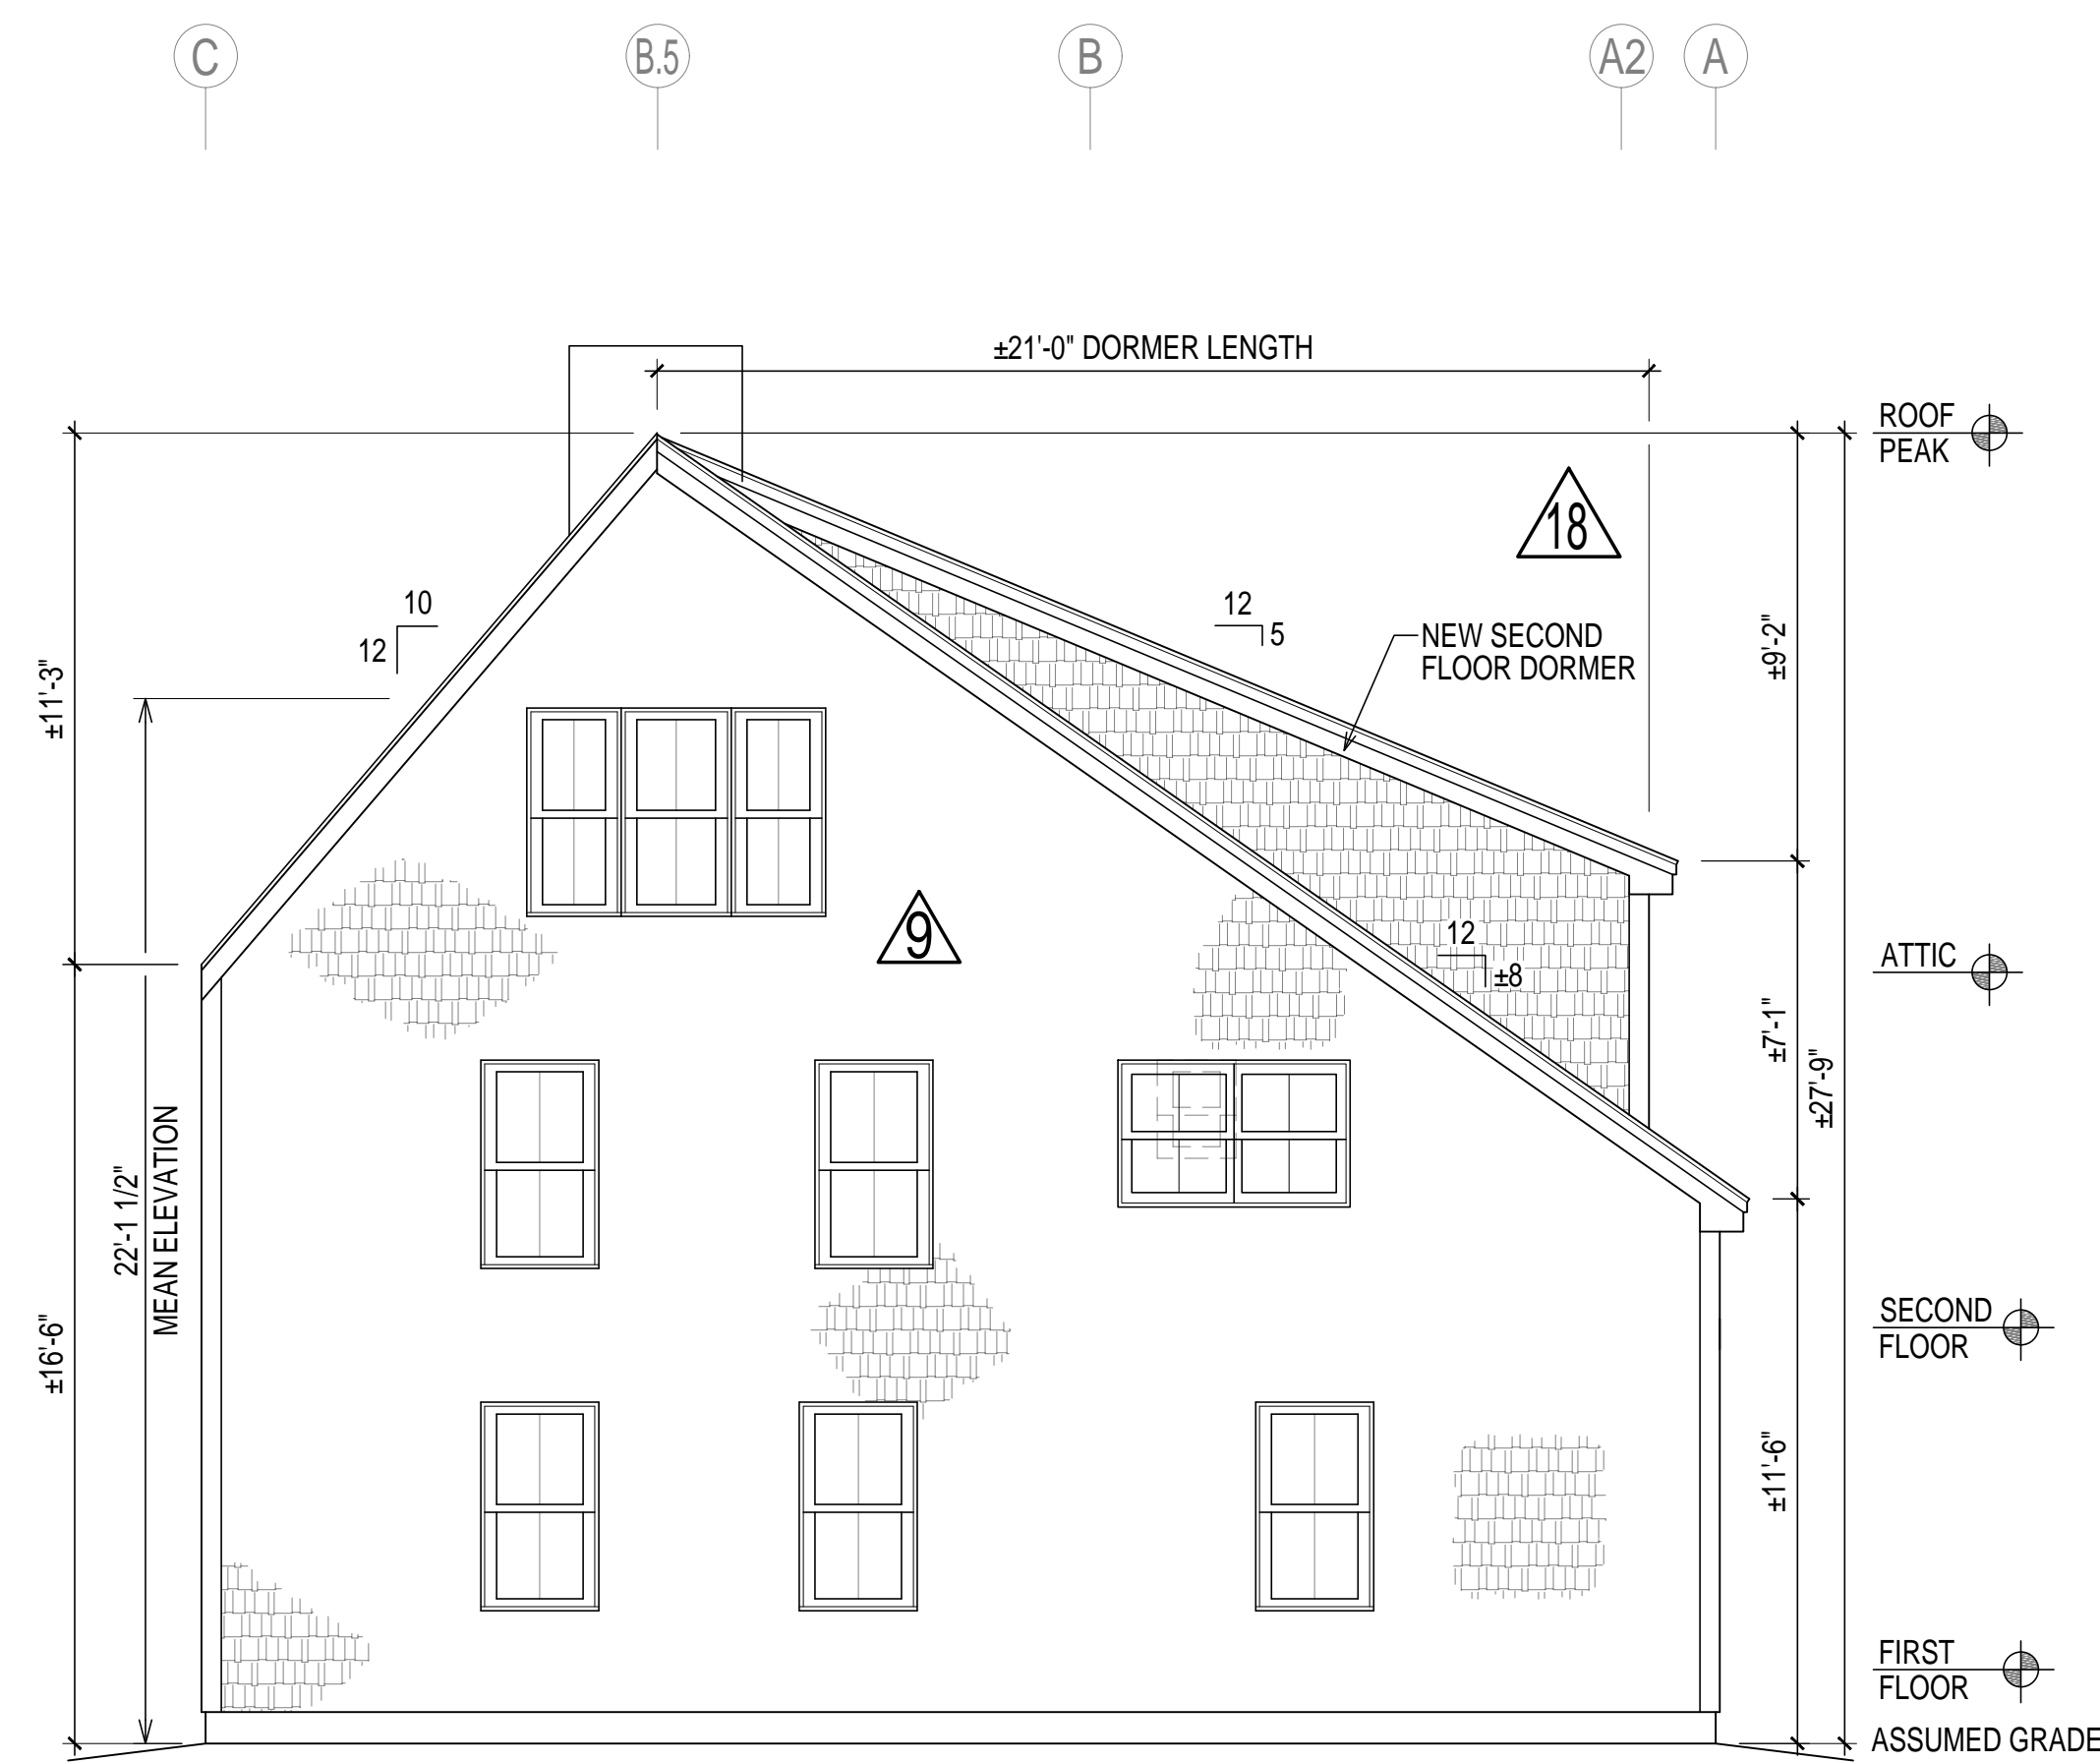 C
B.5
B
A2
A
±21'-0" DORMER LENGTH
ROOF
PEAK
18
10
12
12
5
NEW SECOND
FLOOR DORMER
±9'-2"
±11'-3"
9
12
±8
ATTIC
±7'-1"
±27'-9"
22'-1 1/2"
MEAN ELEVATION
SECOND
FLOOR
±16'-6"
±11'-6"
FIRST
FLOOR
ASSUMED GRADE